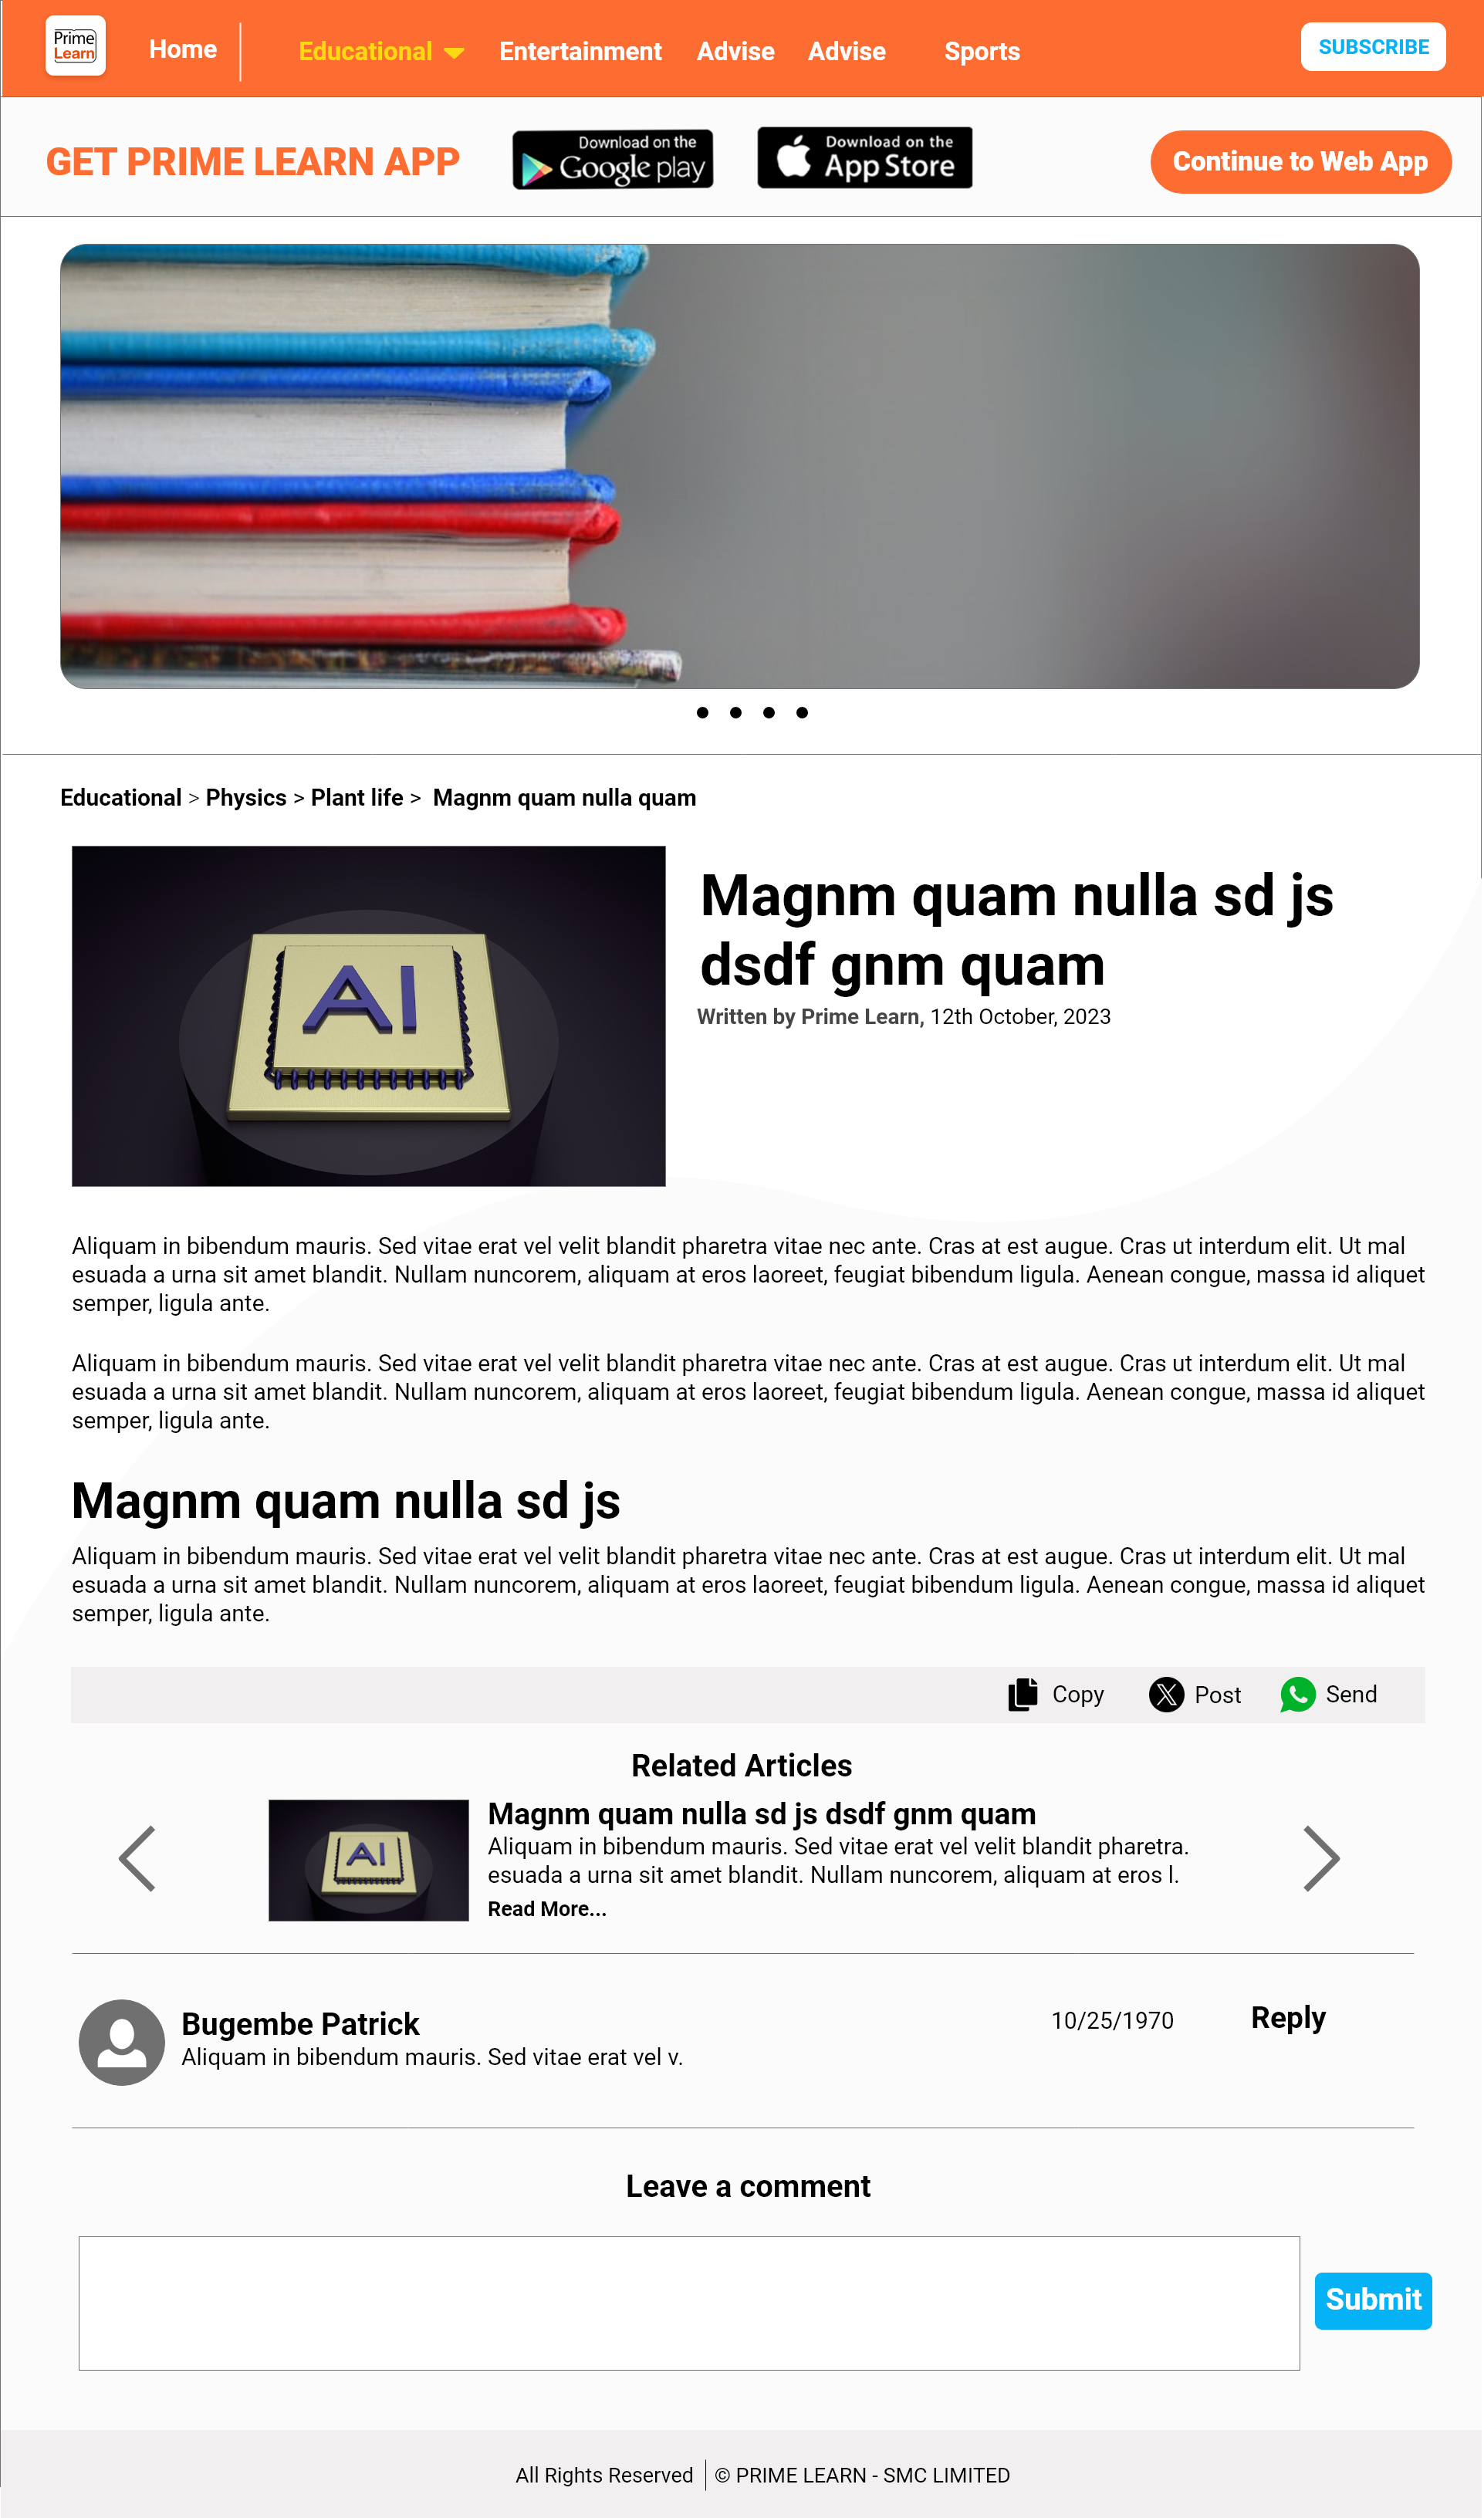 Prime
Learn
Home
Educational
Entertainment
Advise
Advise
Sports
SUBSCRIBE
GET PRIME LEARN APP
Download on the
Google play
Download on the
App Store
Continue to Web App
Educational > Physics > Plant life > Magnm quam nulla quam
AI
Magnm quam nulla sd js
dsdf gnm quam
Written by Prime Learn, 12th October, 2023
Aliquam in bibendum mauris. Sed vitae erat vel velit blandit pharetra vitae nec ante. Cras at est augue. Cras ut interdum elit. Ut mal
esuada a urna sit amet blandit. Nullam nuncorem, aliquam at eros laoreet, feugiat bibendum ligula. Aenean congue, massa id aliquet
semper, ligula ante.
Aliquam in bibendum mauris. Sed vitae erat vel velit blandit pharetra vitae nec ante. Cras at est augue. Cras ut interdum elit. Ut mal
esuada a urna sit amet blandit. Nullam nuncorem, aliquam at eros laoreet, feugiat bibendum ligula. Aenean congue, massa id aliquet
semper, ligula ante.
Magnm quam nulla sd js
Aliquam in bibendum mauris. Sed vitae erat vel velit blandit pharetra vitae nec ante. Cras at est augue. Cras ut interdum elit. Ut mal
esuada a urna sit amet blandit. Nullam nuncorem, aliquam at eros laoreet, feugiat bibendum ligula. Aenean congue, massa id aliquet
semper, ligula ante.
Copy
Post
Send
Related Articles
AI
Magnm quam nulla sd js dsdf gnm quam
Aliquam in bibendum mauris. Sed vitae erat vel velit blandit pharetra.
esuada a urna sit amet blandit. Nullam nuncorem, aliquam at eros l.
Read More...
Bugembe Patrick
Aliquam in bibendum mauris. Sed vitae erat vel v.
10/25/1970
Reply
Leave a comment
Submit
All Rights Reserved | © PRIME LEARN - SMC LIMITED